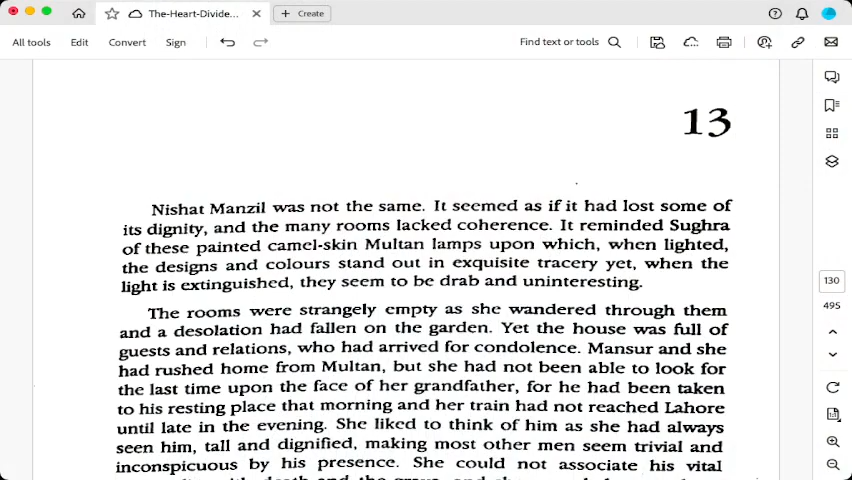 The-Heart-Divide...
Create
All tools
Edit
Convert
Sign
Find text or tools
13
Nishat Manzil was not the same. It seemed as if it had lost some of
its dignity, and the many rooms lacked coherence. It reminded Sughra
of these painted camel-skin Multan lamps upon which, when lighted,
the designs and colours stand out in exquisite tracery yet, when the
light is extinguished, they seem to be drab and uninteresting.
The rooms were strangely empty as she wandered through them
and a desolation had fallen on the garden. Yet the house was full of
guests and relations, who had arrived for condolence. Mansur and she
had rushed home from Multan, but she had not been able to look for
the last time upon the face of her grandfather, for he had been taken
to his resting place that morning and her train had not reached Lahore
until late in the evening. She liked to think of him as she had always
seen him, tall and dignified, making most other men seem trivial and
inconspicuous by his presence. She could not associate his vital
130
495